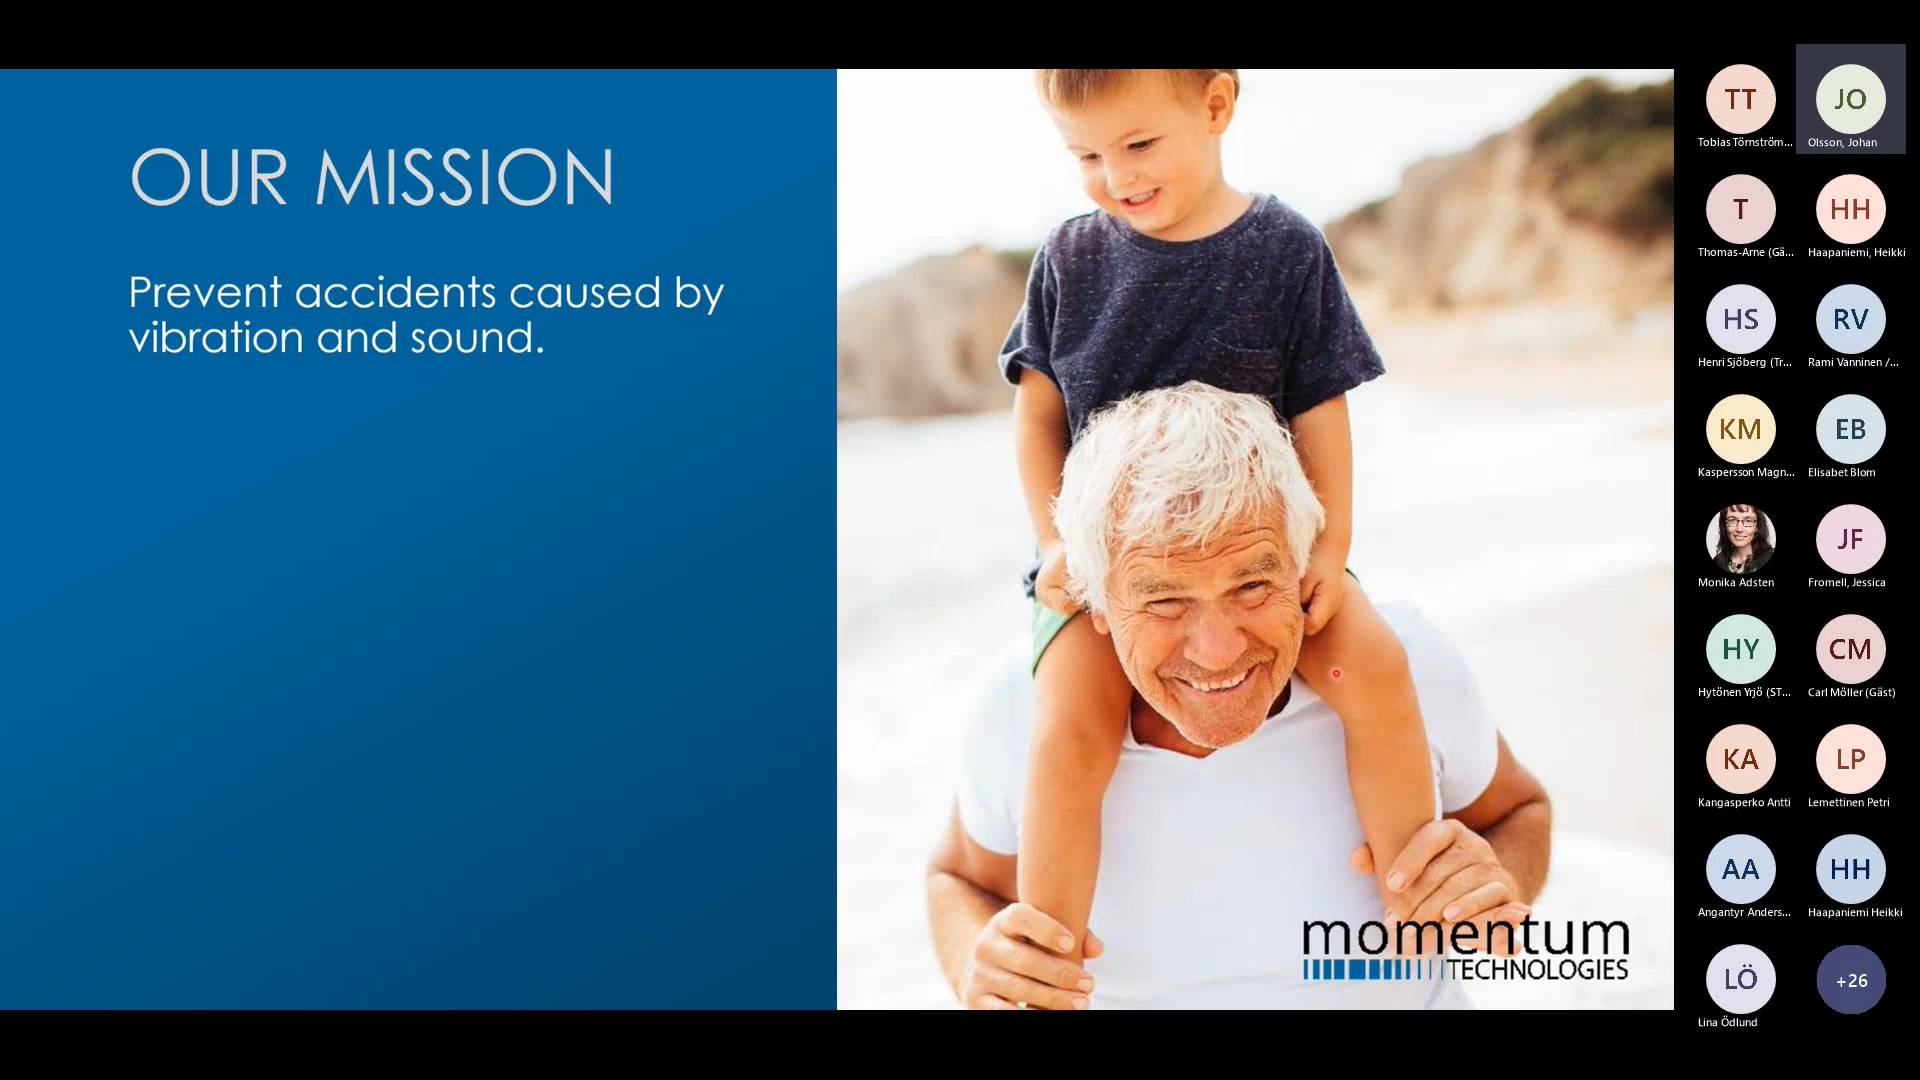 OUR MISSION
Prevent accidents caused by
vibration and sound.
momentum
TECHNOLOGIES
TT
Tobias Törnström...
JO
Olsson, Johan
T
Thomas-Arne (Gä...
HH
Haapaniemi, Heikki
HS
Henri Sjöberg (Tr...
RV
Rami Vanninen /...
KM
Kaspersson Magn...
EB
Elisabet Blom
Monika Adsten
JF
Fromell, Jessica
HY
Hytönen Yrjö (ST...
CM
Carl Möller (Gäst)
KA
Kangasperko Antti
LP
Lemettinen Petri
AA
Angantyr Anders...
HH
Haapaniemi Heikki
LÖ
Lina Ödlund
+26